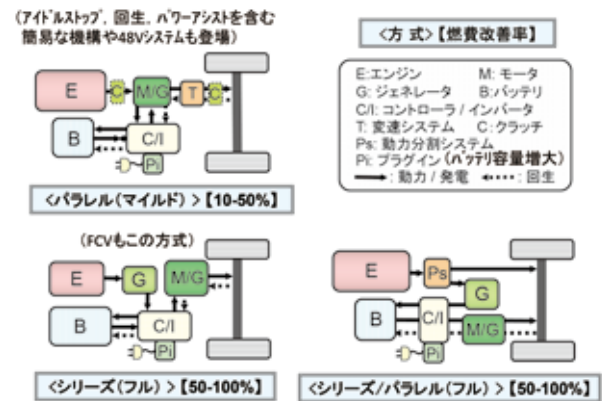 (アイドルストップ, 回生, パワーアシストを含む
簡易な機構や48Vシステムも登場)
E
C
M/G
T
C
B
C/I
Pi
<パラレル(マイルド)>【10-50%】
<方 式>【燃費改善率】
E:エンジン M: モータ
G: ジェネレータ B:バッテリ
C/I: コントローラ / インバータ
T: 変速システム C:クラッチ
Ps: 動力分割システム
Pi: プラグイン(バッテリ容量増大)
: 動力 / 発電 : 回生
(FCVもこの方式)
E
G
M/G
B
C/I
Pi
<シリーズ(フル)>【50-100%】
E
Ps
G
B
C/I
M/G
Pi
<シリーズ/パラレル(フル)>【50-100%】